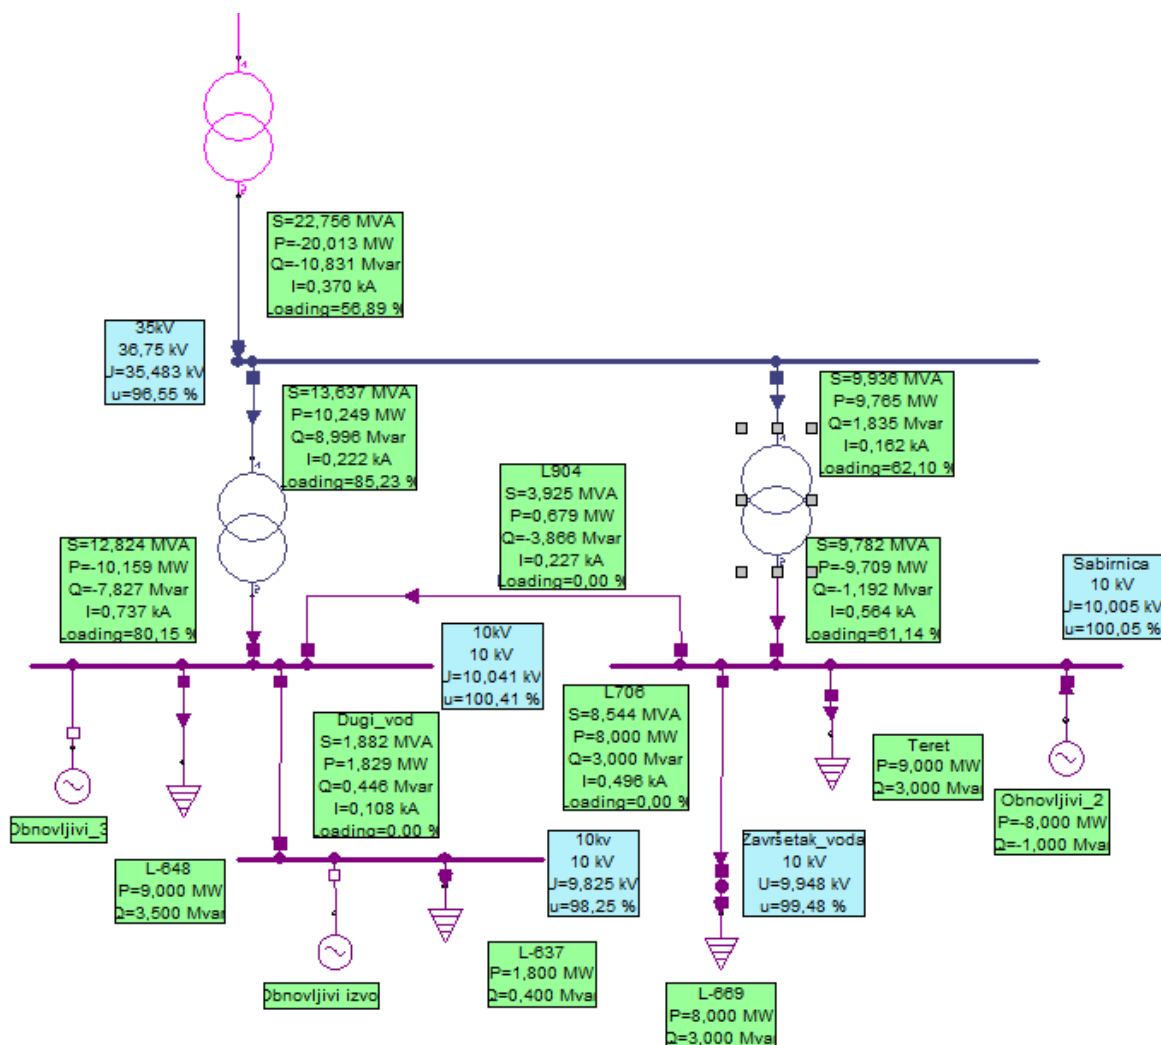 S=22,756 MVA
P=-20,013 MW
Q=-10,831 Mvar
I=0,370 kA
Loading=56,89 %
35kV
36,75 kV
U=35,483 kV
u=96,55 %
S=13,637 MVA
P=10,249 MW
Q=8,996 Mvar
I=0,222 kA
Loading=85,23 %
S=9,936 MVA
P=9,765 MW
Q=1,835 Mvar
I=0,162 kA
Loading=62,10 %
L904
S=3,925 MVA
P=0,679 MW
Q=-3,866 Mvar
I=0,227 kA
Loading=0,00 %
S=12,824 MVA
P=-10,159 MW
Q=-7,827 Mvar
I=0,737 kA
Loading=80,15 %
S=9,782 MVA
P=-9,709 MW
Q=-1,192 Mvar
I=0,564 kA
Loading=61,14 %
Sabirnica
10 kV
U=10,005 kV
u=100,05 %
10kV
10 kV
U=10,041 kV
u=100,41 %
Dugi_vod
S=1,882 MVA
P=1,829 MW
Q=0,446 Mvar
I=0,108 kA
Loading=0,00 %
L706
S=8,544 MVA
P=8,000 MW
Q=3,000 Mvar
I=0,496 kA
Loading=0,00 %
Teret
P=9,000 MW
Q=3,000 Mvar
Obnovljivi_2
P=-8,000 MW
Q=-1,000 Mvar
Obnovljivi_3
L-648
P=9,000 MW
Q=3,500 Mvar
10kv
10 kV
U=9,825 kV
u=98,25 %
Završetak_voda
10 kV
U=9,948 kV
u=99,48 %
Obnovljivi izvo
L-637
P=1,800 MW
Q=0,400 Mvar
L-669
P=8,000 MW
Q=3,000 Mvar
1
2
1
2
1
2